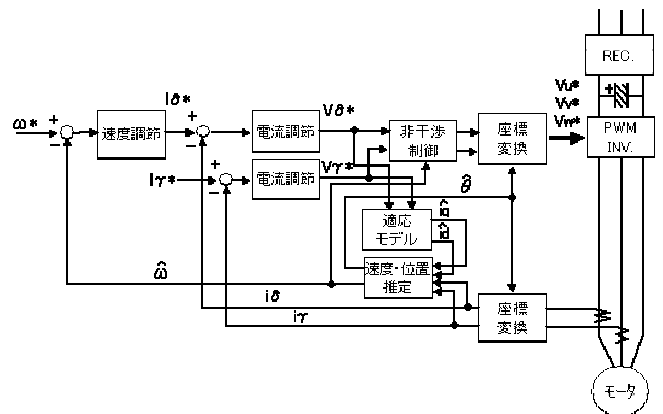 REC.
Vu*
Vv*
Vw*
+
PWM
INV.
Iδ*
ω*
+
−
速度調節
+
−
電流調節
Vδ*
非干渉
制御
座標
変換
Iγ*
+
−
電流調節
Vγ*
θ^
適応
モデル
ω^
速度・位置
推定
iδ
iγ
座標
変換
モータ